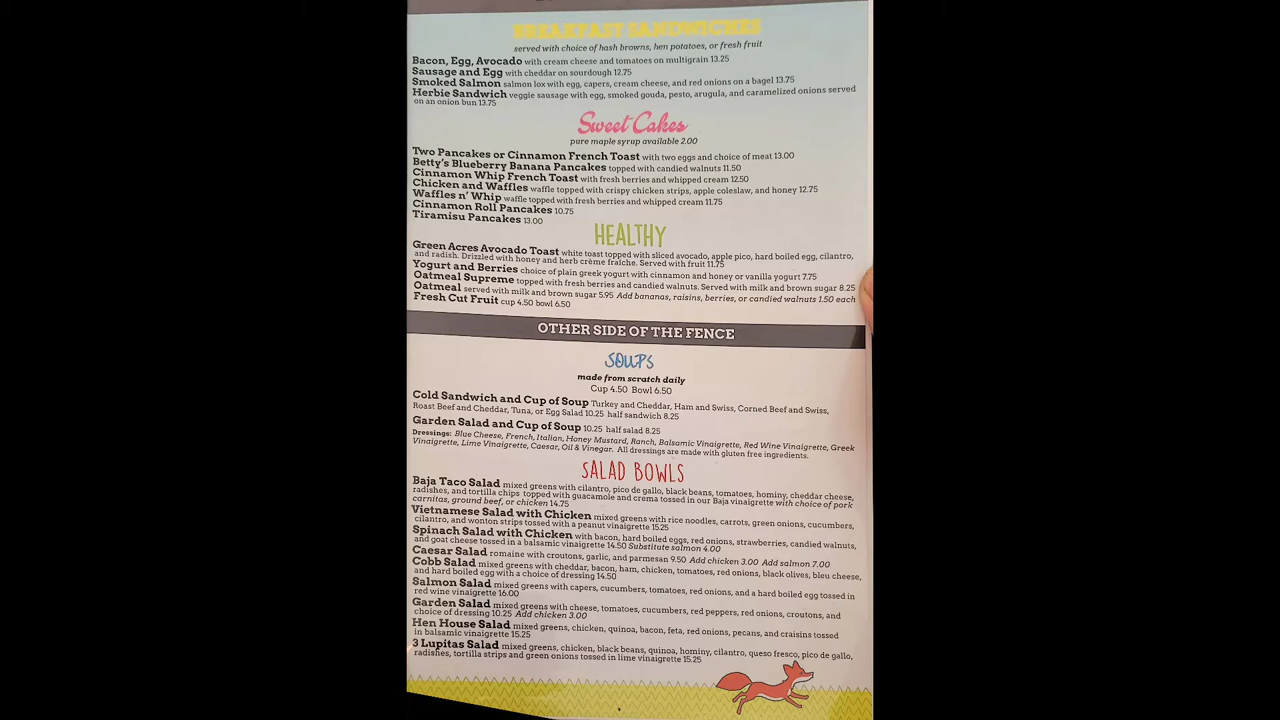 BREAKFAST SANDWICHES
served with choice of hash browns, hen potatoes, or fresh fruit
Bacon, Egg, Avocado with cream cheese and tomatoes on multigrain 13.25
Sausage and Egg with cheddar on sourdough 12.75
Smoked Salmon salmon lox with egg, capers, cream cheese, and red onions on a bagel 13.75
Herbie Sandwich veggie sausage with egg, smoked gouda, pesto, arugula, and caramelized onions served
on an onion bun 13.75
Sweet Cakes
pure maple syrup available 2.00
Two Pancakes or Cinnamon French Toast with two eggs and choice of meat 13.00
Betty's Blueberry Banana Pancakes topped with candied walnuts 11.50
Cinnamon Whip French Toast with fresh berries and whipped cream 12.50
Chicken and Waffles waffle topped with crispy chicken strips, apple coleslaw, and honey 12.75
Waffles n' Whip waffle topped with fresh berries and whipped cream 11.75
Cinnamon Roll Pancakes 10.75
Tiramisu Pancakes 13.00
HEALTHY
Green Acres Avocado Toast white toast topped with sliced avocado, apple pico, hard boiled egg, cilantro,
and radish. Drizzled with honey and herb crème fraîche. Served with fruit 11.75
Yogurt and Berries choice of plain greek yogurt with cinnamon and honey or vanilla yogurt 7.75
Oatmeal Supreme topped with fresh berries and candied walnuts. Served with milk and brown sugar 8.25
Oatmeal served with milk and brown sugar 5.95 Add bananas, raisins, berries, or candied walnuts 1.50 each
Fresh Cut Fruit cup 4.50 bowl 6.50
OTHER SIDE OF THE FENCE
SOUPS
made from scratch daily
Cup 4.50 Bowl 6.50
Cold Sandwich and Cup of Soup Turkey and Cheddar, Ham and Swiss, Corned Beef and Swiss,
Roast Beef and Cheddar, Tuna, or Egg Salad 10.25 half sandwich 8.25
Garden Salad and Cup of Soup 10.25 half salad 8.25
Dressings: Blue Cheese, French, Italian, Honey Mustard, Ranch, Balsamic Vinaigrette, Red Wine Vinaigrette, Greek
Vinaigrette, Lime Vinaigrette, Caesar, Oil & Vinegar. All dressings are made with gluten free ingredients.
SALAD BOWLS
Baja Taco Salad mixed greens with cilantro, pico de gallo, black beans, tomatoes, hominy, cheddar cheese,
radishes, and tortilla chips topped with guacamole and crema tossed in our Baja vinaigrette with choice of pork
carnitas, ground beef, or chicken 14.75
Vietnamese Salad with Chicken mixed greens with rice noodles, carrots, green onions, cucumbers,
cilantro, and wonton strips tossed with a peanut vinaigrette 15.25
Spinach Salad with Chicken with bacon, hard boiled eggs, red onions, strawberries, candied walnuts,
and goat cheese tossed in a balsamic vinaigrette 14.50 Substitute salmon 4.00
Caesar Salad romaine with croutons, garlic, and parmesan 9.50 Add chicken 3.00 Add salmon 7.00
Cobb Salad mixed greens with cheddar, bacon, ham, chicken, tomatoes, red onions, black olives, bleu cheese,
and hard boiled egg with a choice of dressing 14.50
Salmon Salad mixed greens with capers, cucumbers, tomatoes, red onions, and a hard boiled egg tossed in
red wine vinaigrette 16.00
Garden Salad mixed greens with cheese, tomatoes, cucumbers, red peppers, red onions, croutons, and
choice of dressing 10.25 Add chicken 3.00
Hen House Salad mixed greens, chicken, quinoa, bacon, feta, red onions, pecans, and craisins tossed
in balsamic vinaigrette 15.25
3 Lupitas Salad mixed greens, chicken, black beans, quinoa, hominy, cilantro, queso fresco, pico de gallo,
radishes, tortilla strips and green onions tossed in lime vinaigrette 15.25